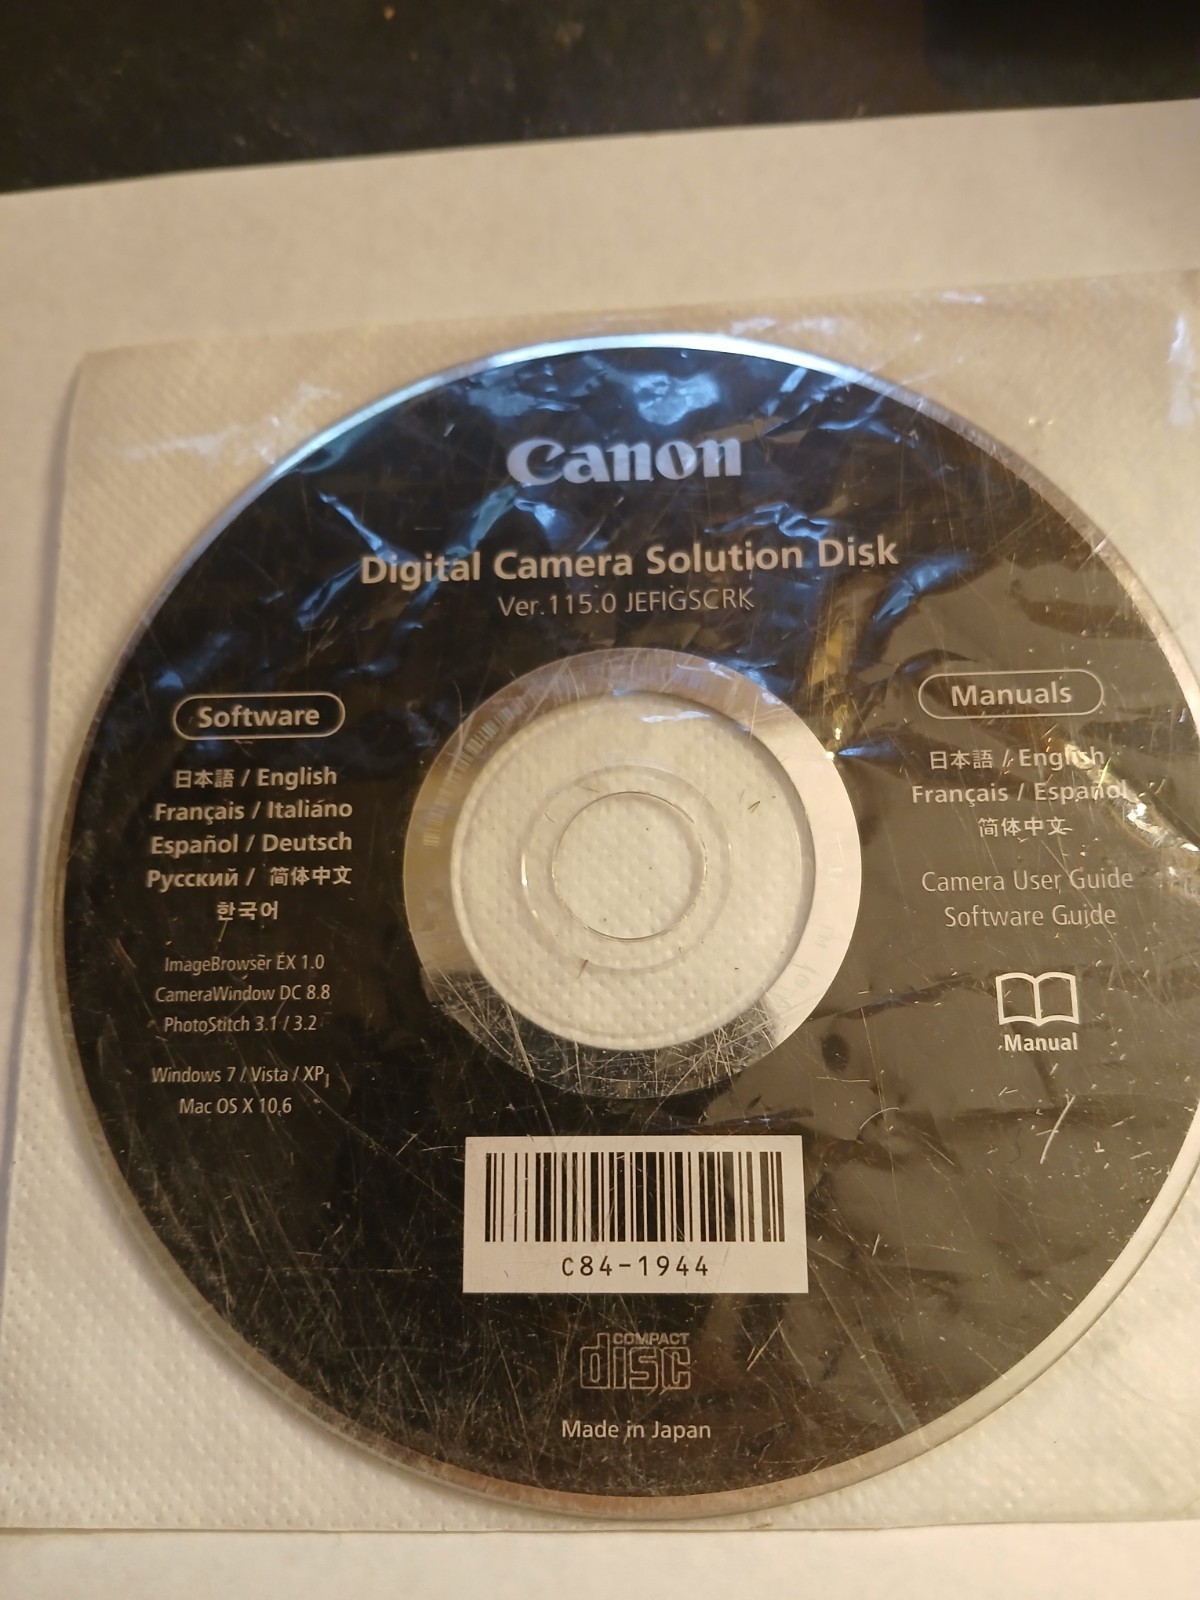 Canon
Digital Camera Solution Disk
Ver.115.0 JEFIGSCRK
Software
日本語 / English
Français / Italiano
Español / Deutsch
Русский / 简体中文
한국어
ImageBrowser EX 1.0
CameraWindow DC 8.8
PhotoStitch 3.1 / 3.2
Windows 7 / Vista / XP
Mac OS X 10.6
Manuals
日本語 / English
Français / Español
简体中文
Camera User Guide
Software Guide
Manual
C84-1944
COMPACT
disc
Made in Japan